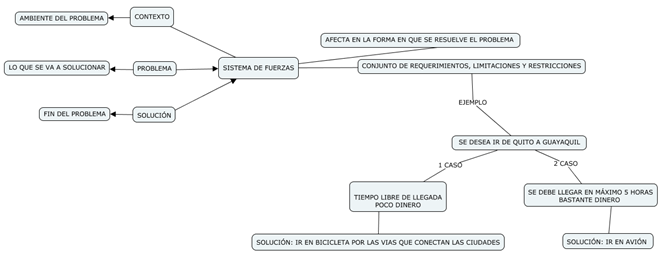 CONTEXTO
AMBIENTE DEL PROBLEMA
AFECTA EN LA FORMA EN QUE SE RESUELVE EL PROBLEMA
LO QUE SE VA A SOLUCIONAR
PROBLEMA
SISTEMA DE FUERZAS
CONJUNTO DE REQUERIMIENTOS, LIMITACIONES Y RESTRICCIONES
FIN DEL PROBLEMA
SOLUCIÓN
EJEMPLO
SE DESEA IR DE QUITO A GUAYAQUIL
1 CASO
2 CASO
TIEMPO LIBRE DE LLEGADA
POCO DINERO
SE DEBE LLEGAR EN MÁXIMO 5 HORAS
BASTANTE DINERO
SOLUCIÓN: IR EN BICICLETA POR LAS VIAS QUE CONECTAN LAS CIUDADES
SOLUCIÓN: IR EN AVIÓN